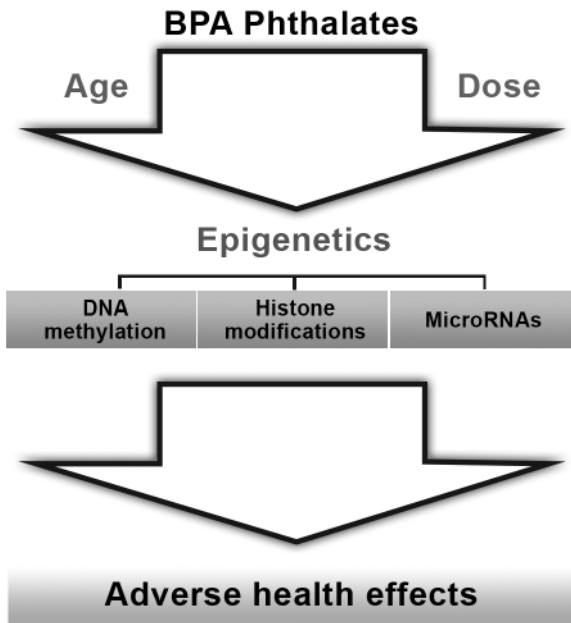 BPA Phthalates
Age
Dose
Epigenetics
DNA
methylation
Histone
modifications
MicroRNAs
Adverse health effects